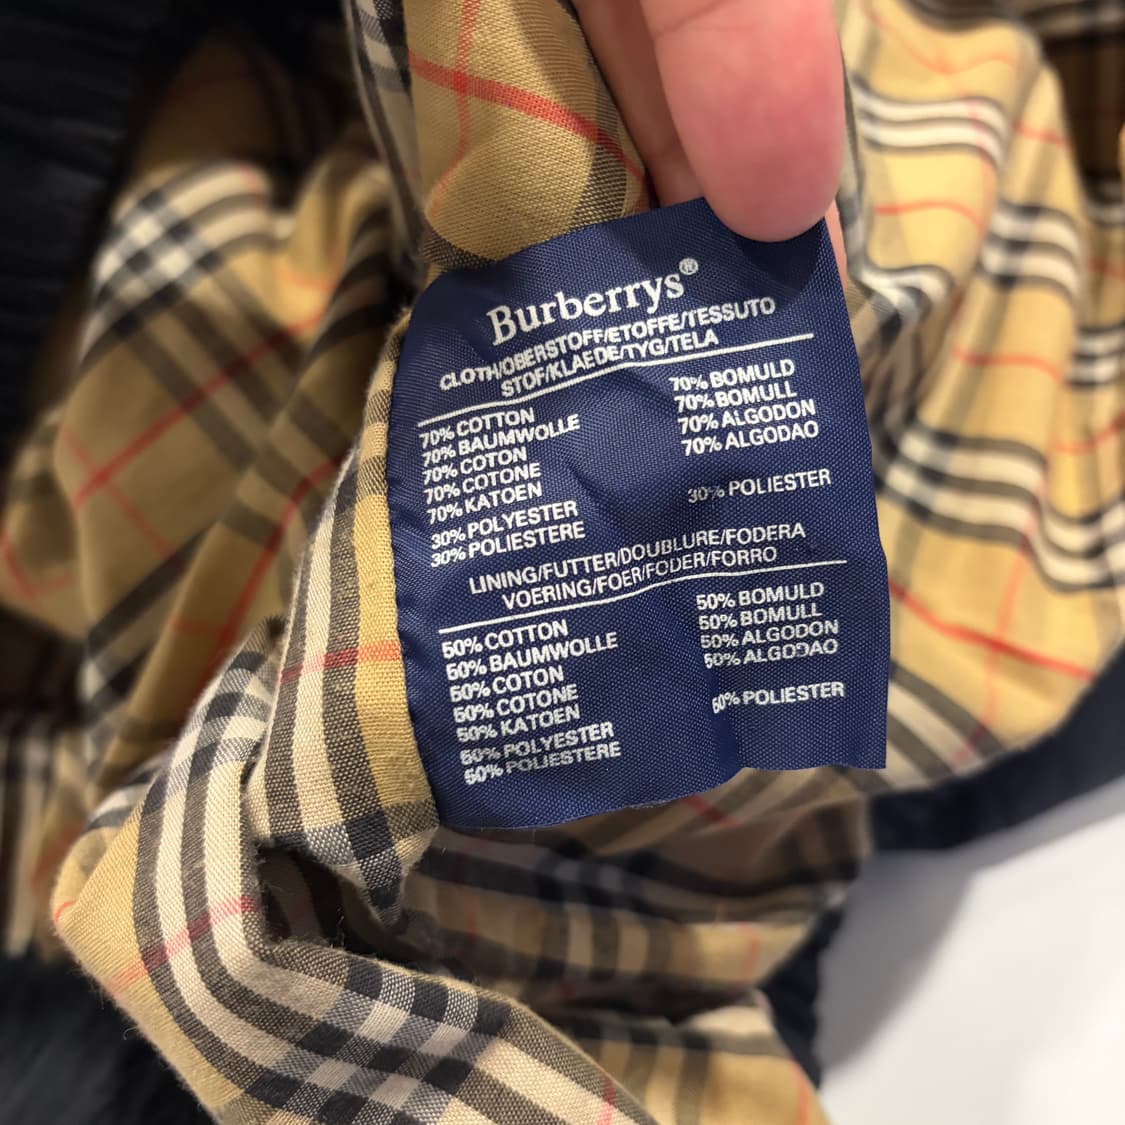 Burberrys®
CLOTH/OBERSTOFF/ETOFFE/TESSUTO
STOF/KLAEDE/TYG/TELA
70% COTTON
70% BAUMWOLLE
70% COTON
70% COTONE
70% KATOEN
30% POLYESTER
30% POLIESTERE
70% BOMULD
70% BOMULL
70% ALGODON
70% ALGODAO
30% POLIESTER
LINING/FUTTER/DOUBLURE/FODERA
VOERING/FOER/FODER/FORRO
50% COTTON
50% BAUMWOLLE
50% COTON
50% COTONE
50% KATOEN
50% POLYESTER
50% POLIESTERE
50% BOMULD
50% BOMULL
50% ALGODON
50% ALGODAO
50% POLIESTER